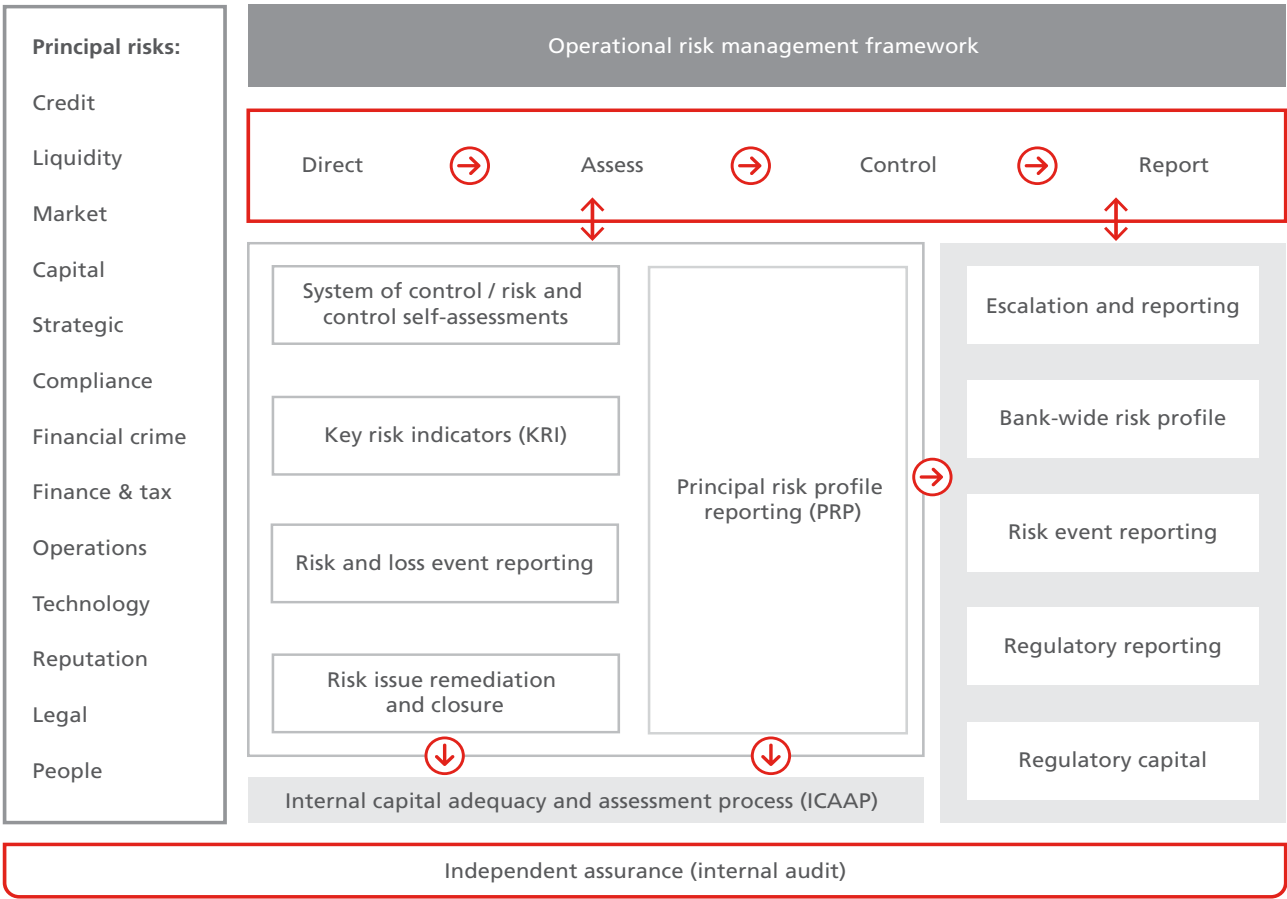 Principal risks:
Credit
Liquidity
Market
Capital
Strategic
Compliance
Financial crime
Finance & tax
Operations
Technology
Reputation
Legal
People
Operational risk management framework
Direct
Assess
Control
Report
System of control / risk and
control self-assessments
Key risk indicators (KRI)
Risk and loss event reporting
Risk issue remediation
and closure
Principal risk profile
reporting (PRP)
Escalation and reporting
Bank-wide risk profile
Risk event reporting
Regulatory reporting
Regulatory capital
Internal capital adequacy and assessment process (ICAAP)
Independent assurance (internal audit)